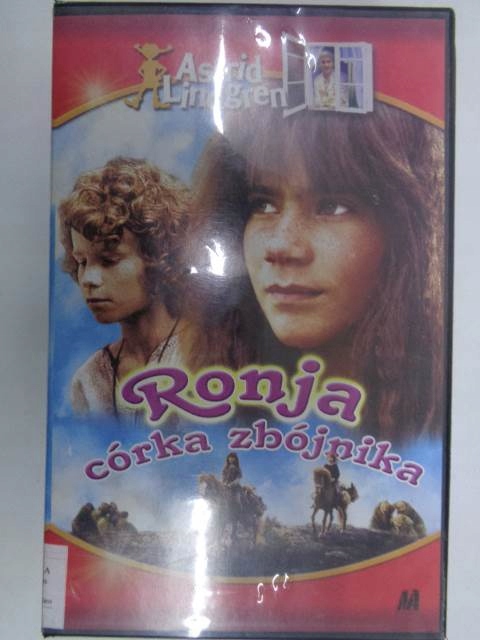 Astrid
Lindgren
Ronja
córka zbójnika